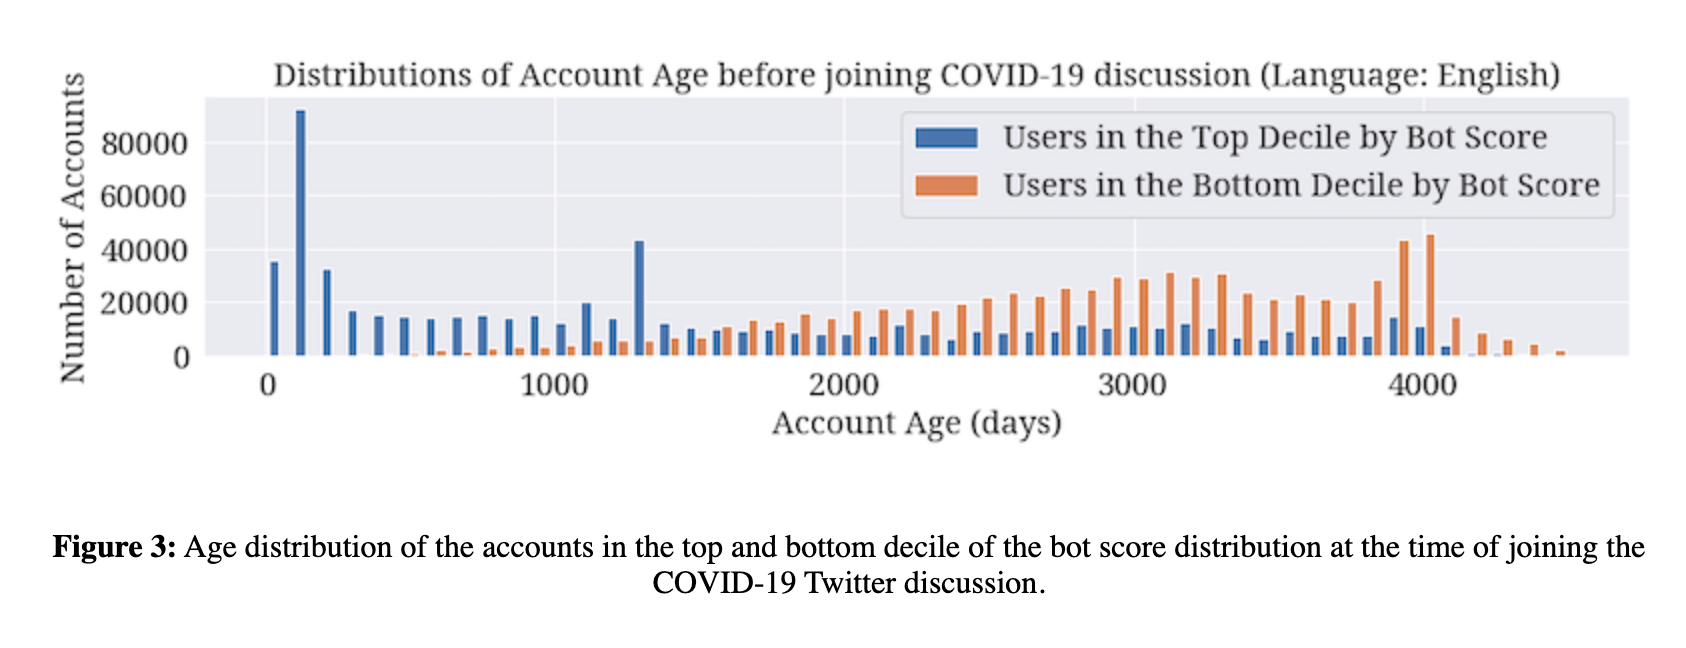 Distributions of Account Age before joining COVID-19 discussion (Language: English)
Number of Accounts
80000
60000
40000
20000
0
Users in the Top Decile by Bot Score
Users in the Bottom Decile by Bot Score
0 1000 2000 3000 4000
Account Age (days)
Figure 3: Age distribution of the accounts in the top and bottom decile of the bot score distribution at the time of joining the
COVID-19 Twitter discussion.